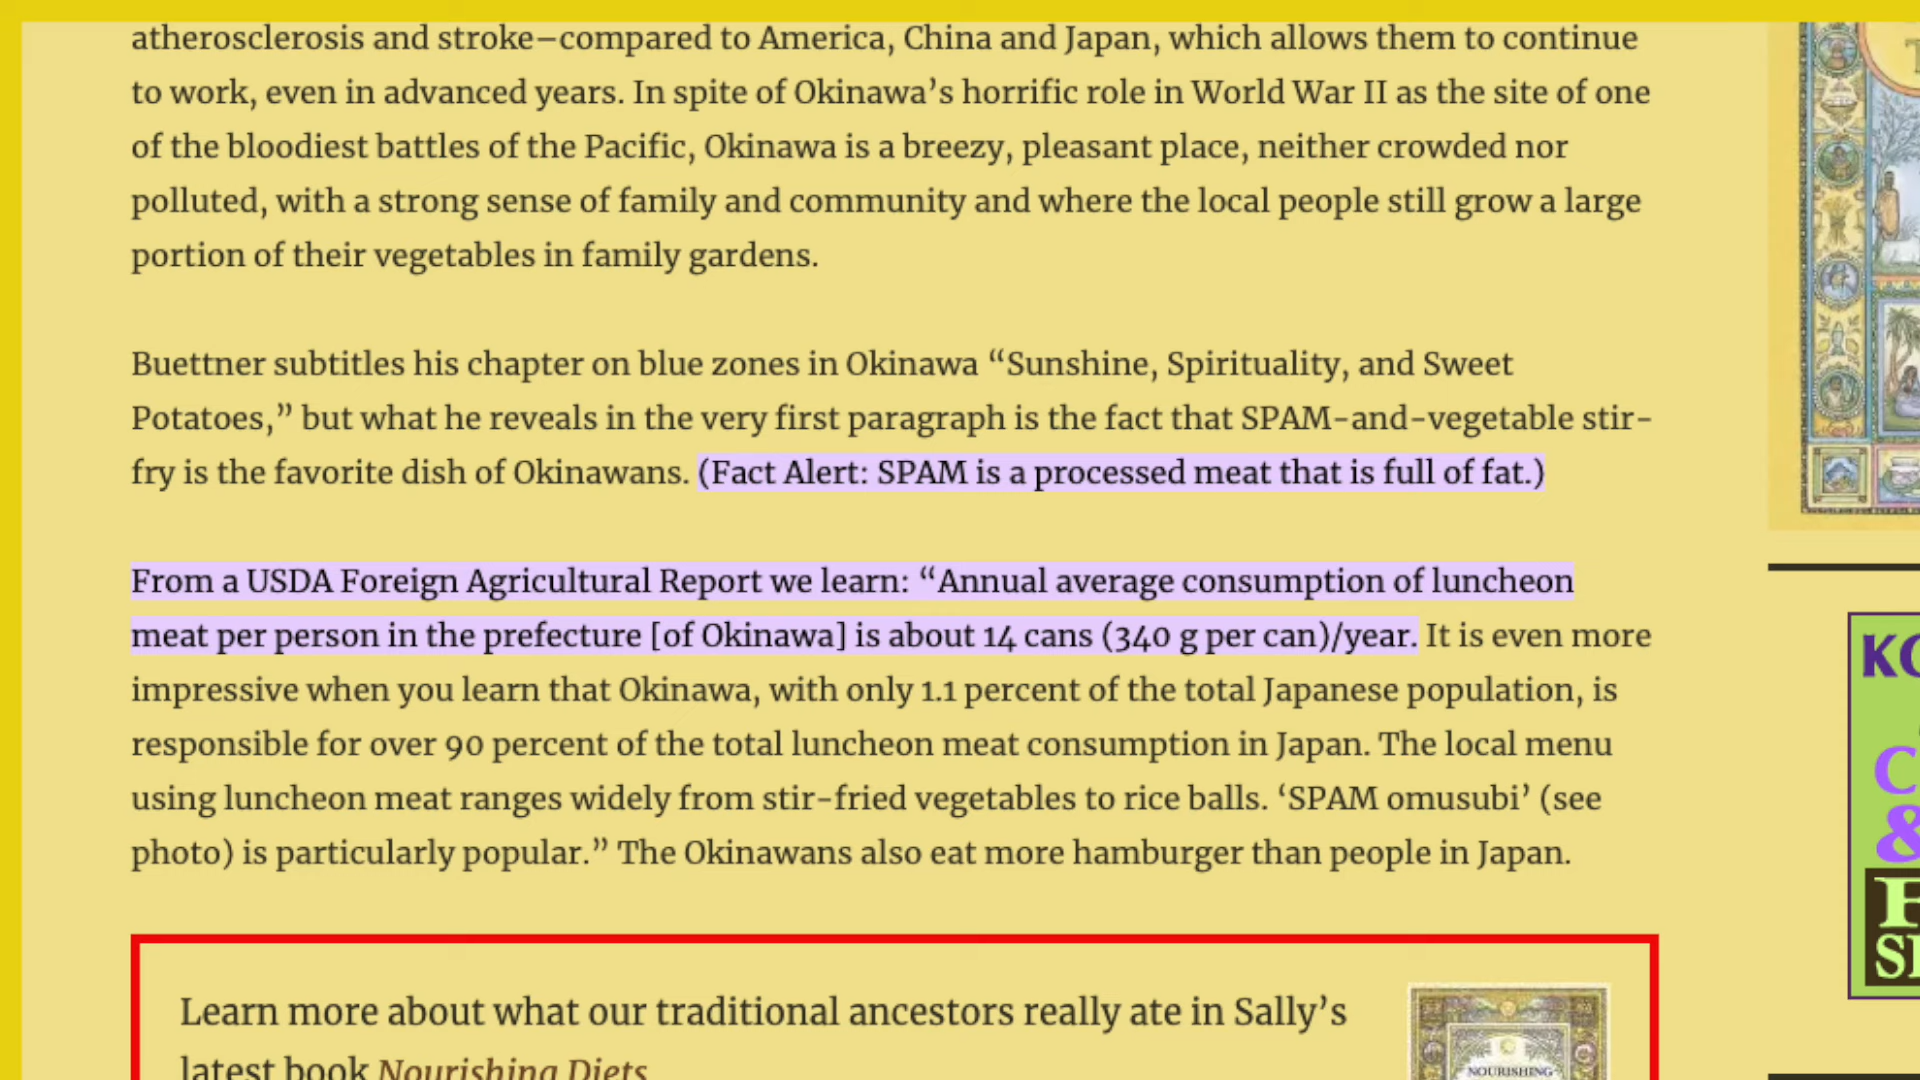 atherosclerosis and stroke–compared to America, China and Japan, which allows them to continue
to work, even in advanced years. In spite of Okinawa’s horrific role in World War II as the site of one
of the bloodiest battles of the Pacific, Okinawa is a breezy, pleasant place, neither crowded nor
polluted, with a strong sense of family and community and where the local people still grow a large
portion of their vegetables in family gardens.
Buettner subtitles his chapter on blue zones in Okinawa “Sunshine, Spirituality, and Sweet
Potatoes,” but what he reveals in the very first paragraph is the fact that SPAM-and-vegetable stir-
fry is the favorite dish of Okinawans. (Fact Alert: SPAM is a processed meat that is full of fat.)
From a USDA Foreign Agricultural Report we learn: “Annual average consumption of luncheon
meat per person in the prefecture [of Okinawa] is about 14 cans (340 g per can)/year. It is even more
impressive when you learn that Okinawa, with only 1.1 percent of the total Japanese population, is
responsible for over 90 percent of the total luncheon meat consumption in Japan. The local menu
using luncheon meat ranges widely from stir-fried vegetables to rice balls. ‘SPAM omusubi’ (see
photo) is particularly popular.” The Okinawans also eat more hamburger than people in Japan.
Learn more about what our traditional ancestors really ate in Sally’s
latest book Nourishing Diets
NOURISHING